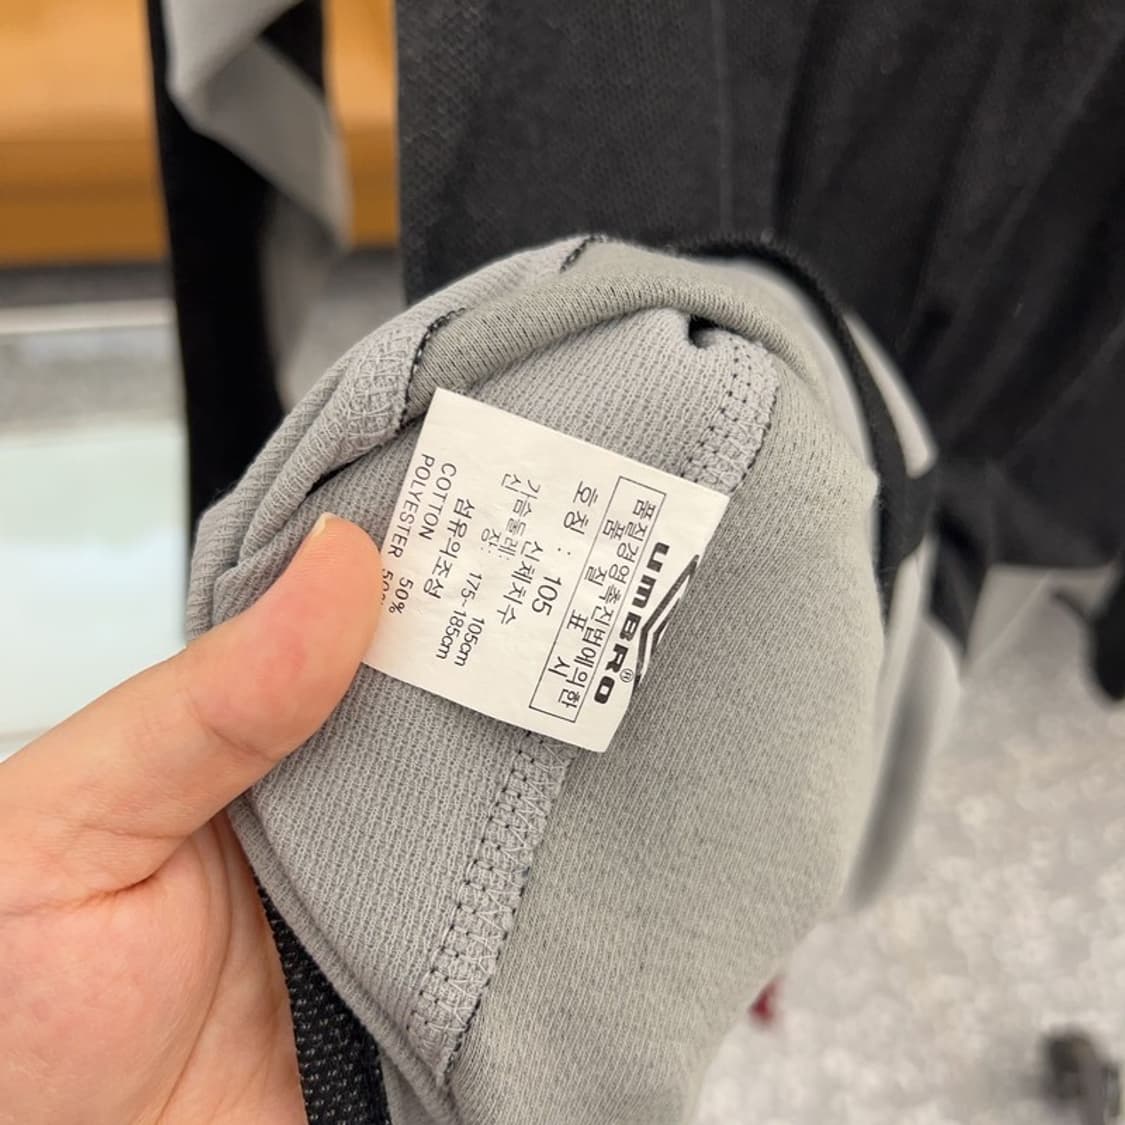 umBRO®
품질경영촉진법에의한
품 질 표 시
호칭 : 105
신체치수
가슴둘레: 105cm
신 장: 175~185cm
섬유의조성
COTTON 50%
POLYESTER 50%